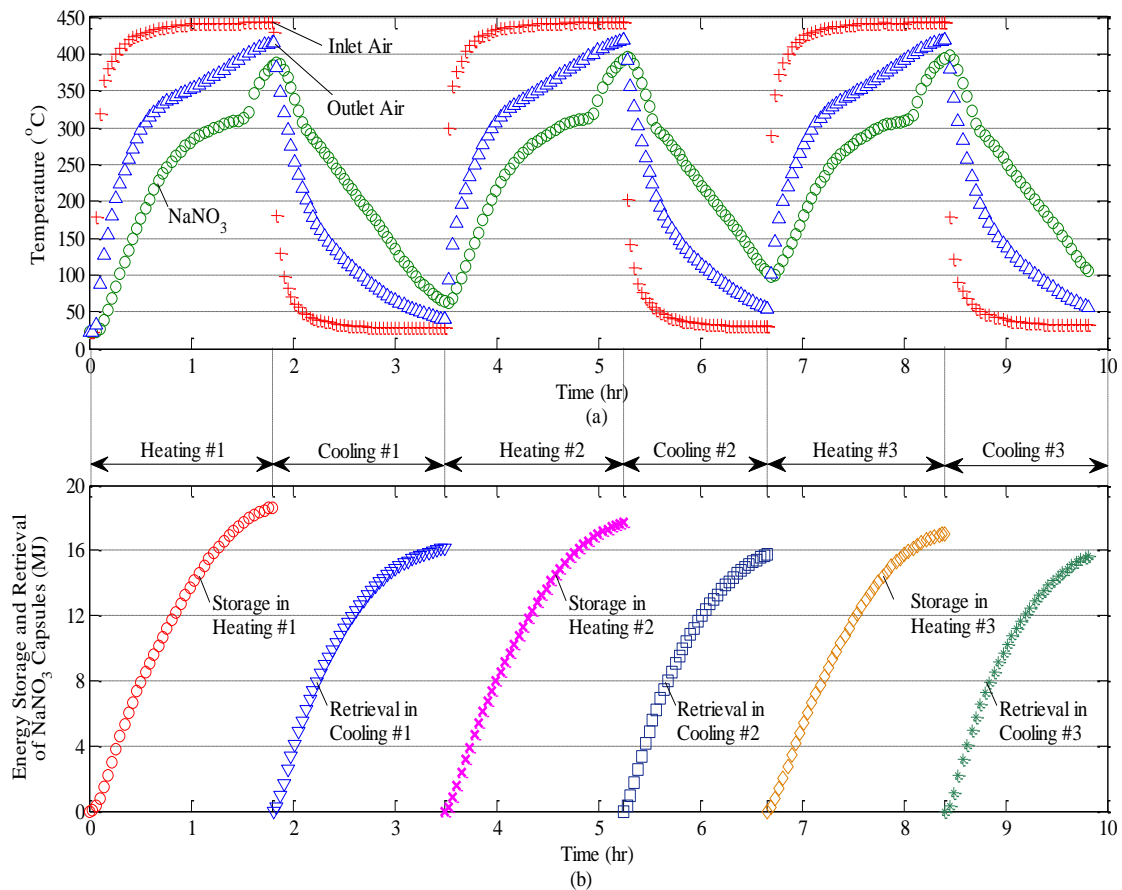 450
400
350
300
250
200
150
100
50
0
Temperature (°C)
Inlet Air
Outlet Air
NaNO3
0 1 2 3 4 5 6 7 8 9 10
Time (hr)
(a)
Heating #1 Cooling #1 Heating #2 Cooling #2 Heating #3 Cooling #3
20
16
12
8
4
0
Energy Storage and Retrieval
of NaNO3 Capsules (MJ)
Storage in
Heating #1
Retrieval in
Cooling #1
Storage in
Heating #2
Retrieval in
Cooling #2
Storage in
Heating #3
Retrieval in
Cooling #3
0 1 2 3 4 5 6 7 8 9 10
Time (hr)
(b)